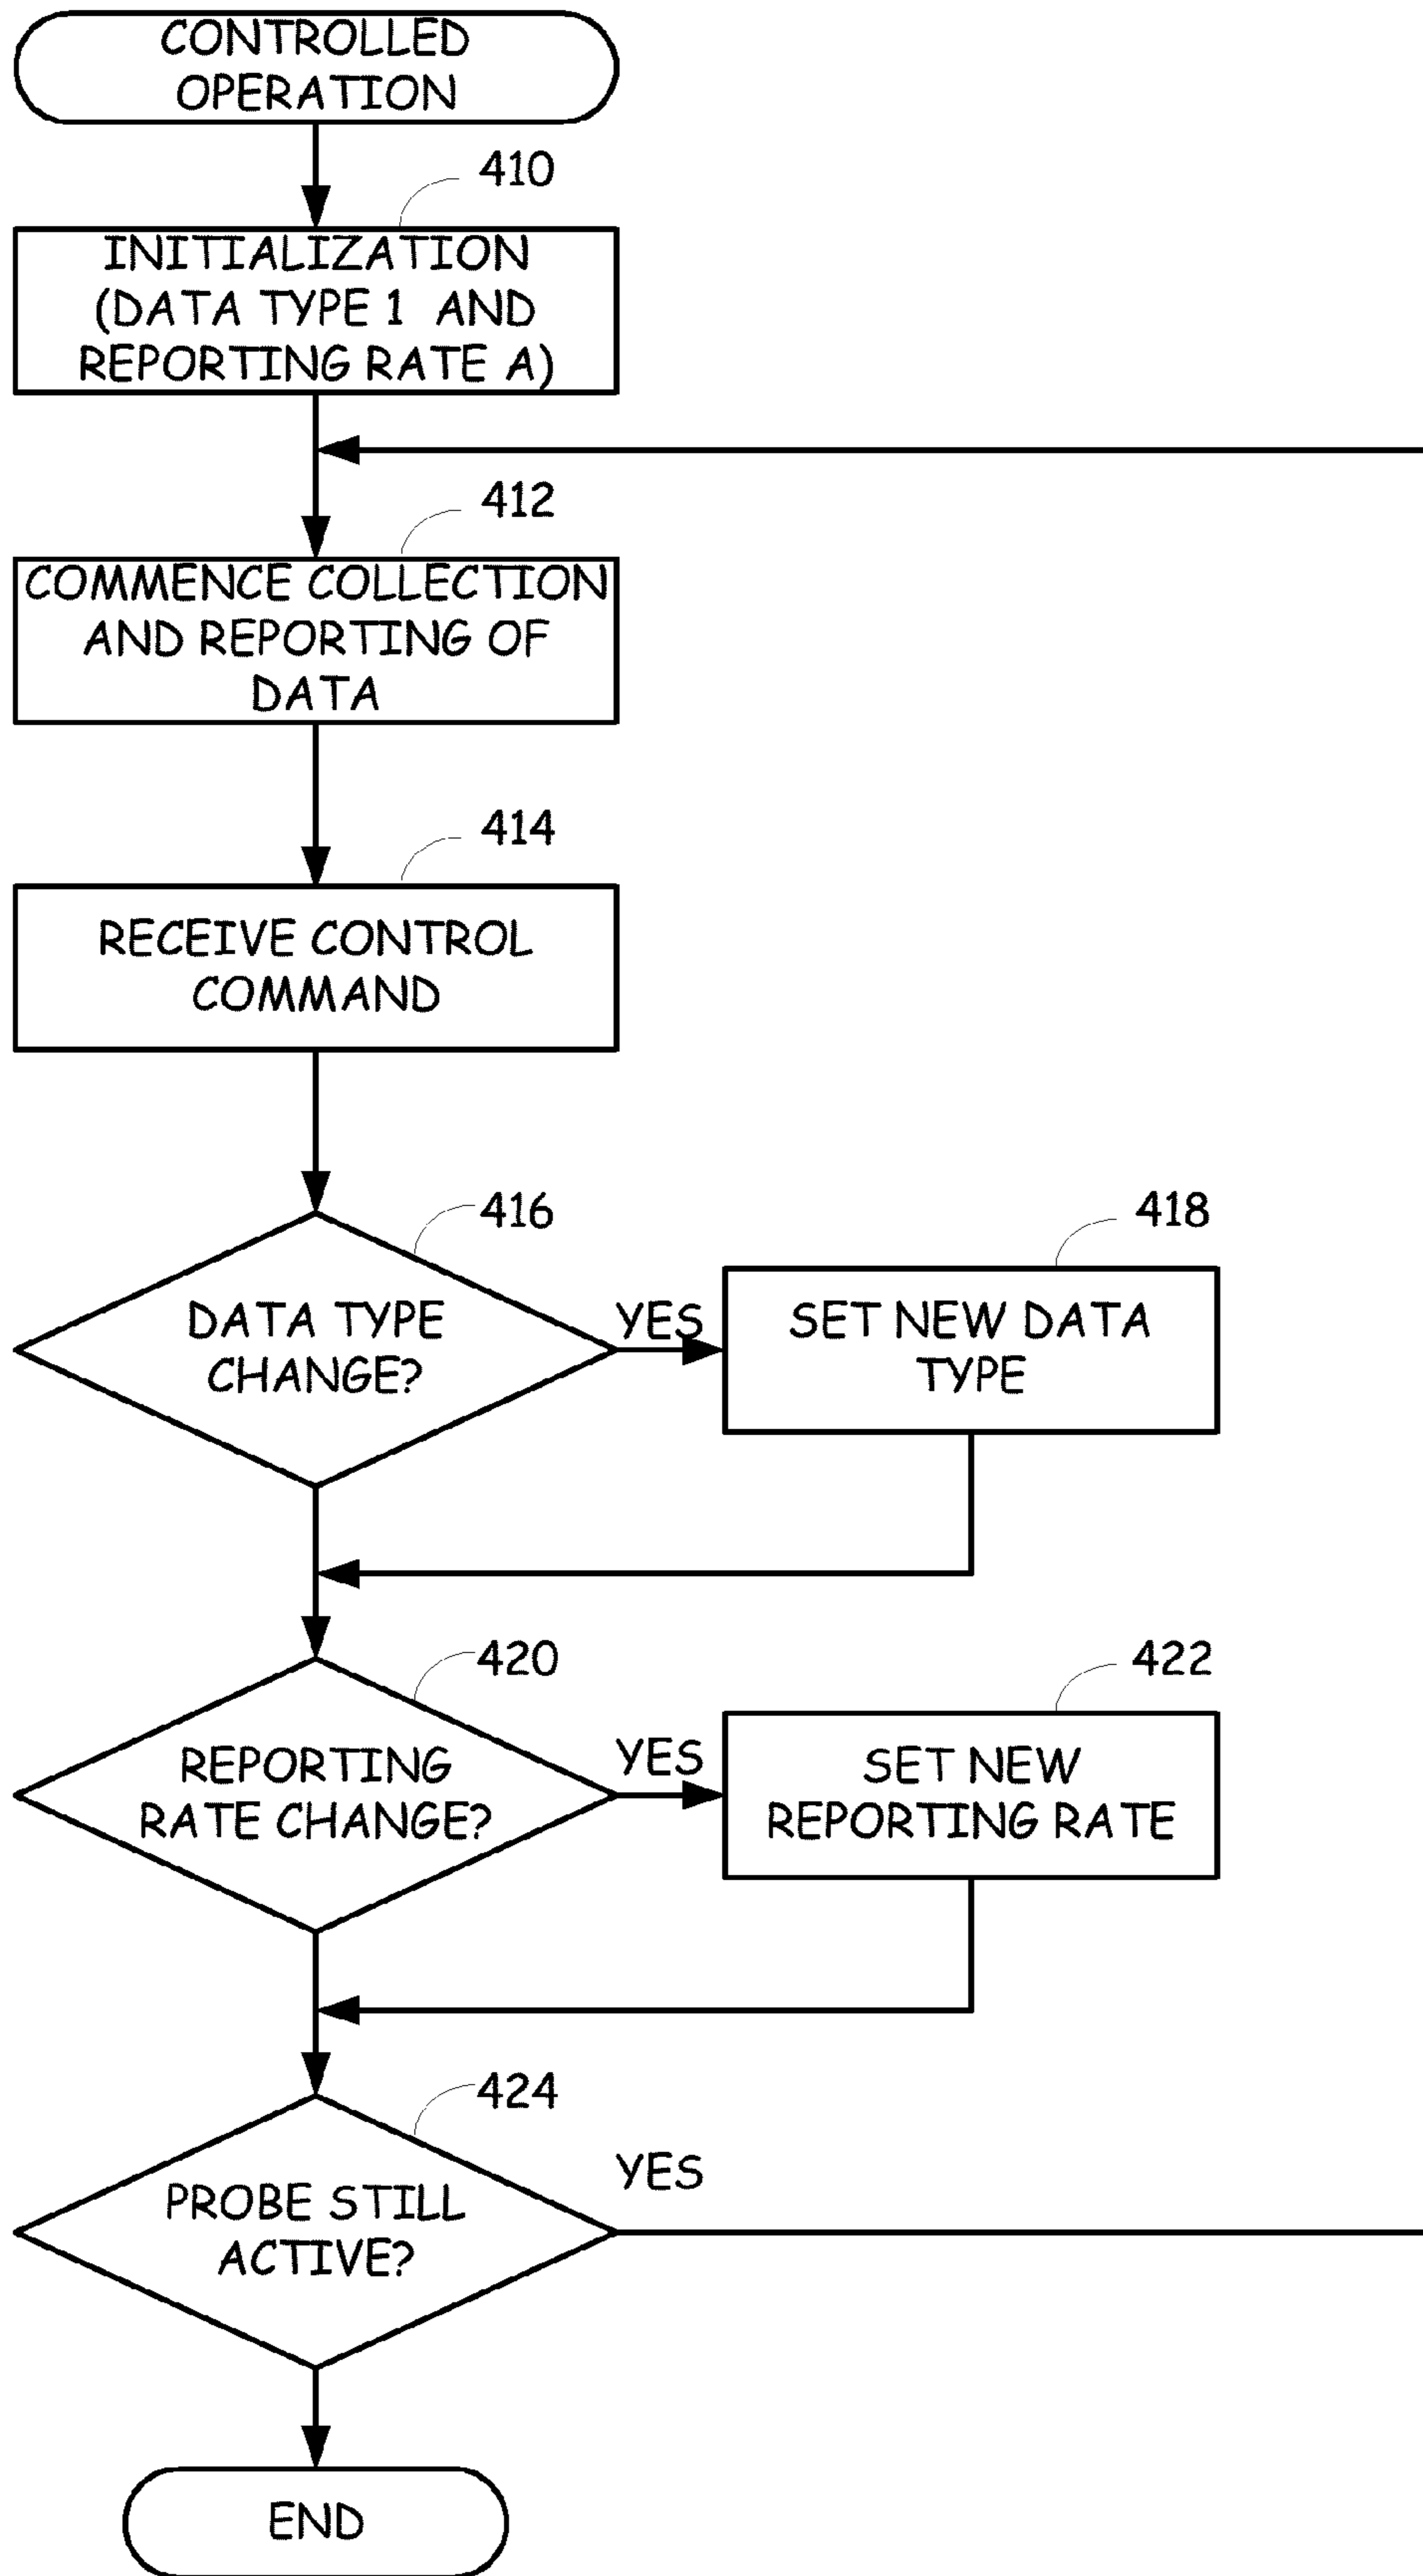 CONTROLLED
OPERATION
410
INITIALIZATION
(DATA TYPE 1 AND
REPORTING RATE A)
412
COMMENCE COLLECTION
AND REPORTING OF
DATA
414
RECEIVE CONTROL
COMMAND
416
DATA TYPE
CHANGE?
YES
418
SET NEW DATA
TYPE
420
REPORTING
RATE CHANGE?
YES
422
SET NEW
REPORTING RATE
424
PROBE STILL
ACTIVE?
YES
END